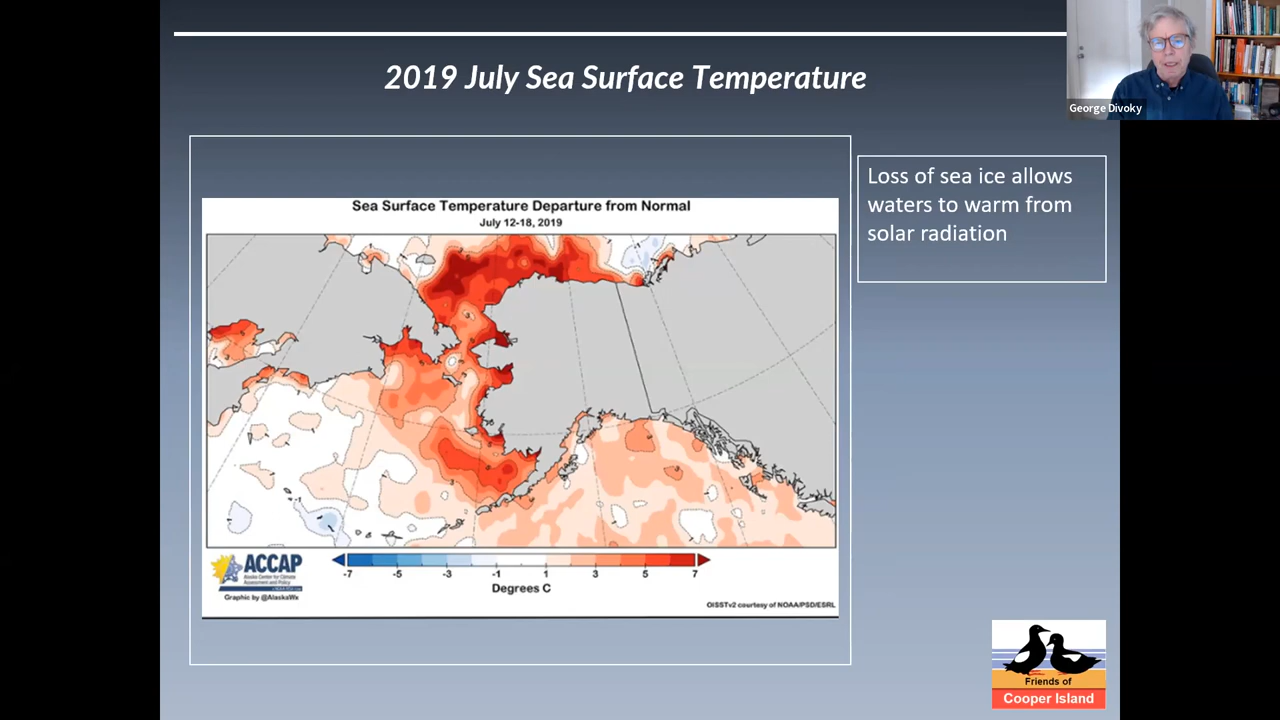 2019 July Sea Surface Temperature
George Divoky
Loss of sea ice allows
waters to warm from
solar radiation
Sea Surface Temperature Departure from Normal
July 12-18, 2019
-7 -5 -3 -1 1 3 5 7
Degrees C
ACCAP
Alaska Center for Climate
Assessment and Policy
Graphic by @AlaskaWx
OISSTv2 courtesy of NOAA/PSD/ESRL
Friends of
Cooper Island